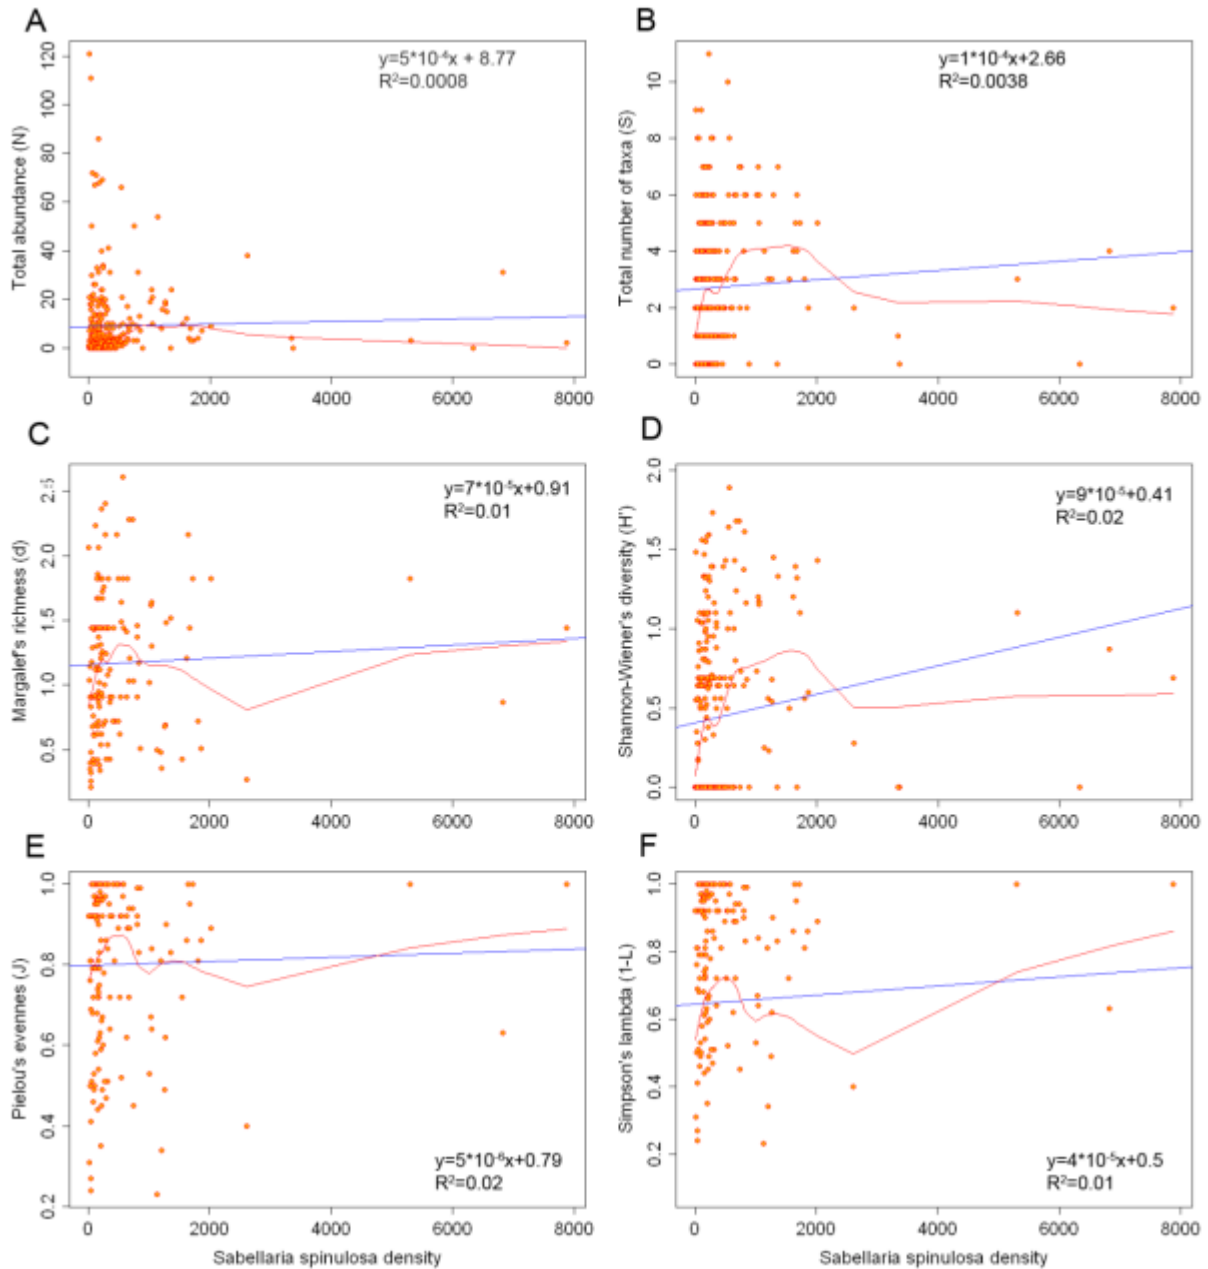 A
y=5*10⁻⁴x + 8.77
R²=0.0008
Total abundance (N)
0 20 40 60 80 100 120
0 2000 4000 6000 8000
B
y=1*10⁻⁴x+2.66
R²=0.0038
Total number of taxa (S)
0 2 4 6 8 10
0 2000 4000 6000 8000
C
y=7*10⁻⁵x+0.91
R²=0.01
Margalef's richness (d)
0.5 1.0 1.5 2.0 2.5
0 2000 4000 6000 8000
D
y=9*10⁻⁵+0.41
R²=0.02
Shannon-Wiener's diversity (H')
0.0 0.5 1.0 1.5 2.0
0 2000 4000 6000 8000
E
y=5*10⁻⁶x+0.79
R²=0.02
Pielou's evennes (J)
0.2 0.4 0.6 0.8 1.0
0 2000 4000 6000 8000
Sabellaria spinulosa density
F
y=4*10⁻⁵x+0.5
R²=0.01
Simpson's lambda (1-L)
0.2 0.4 0.6 0.8 1.0
0 2000 4000 6000 8000
Sabellaria spinulosa density